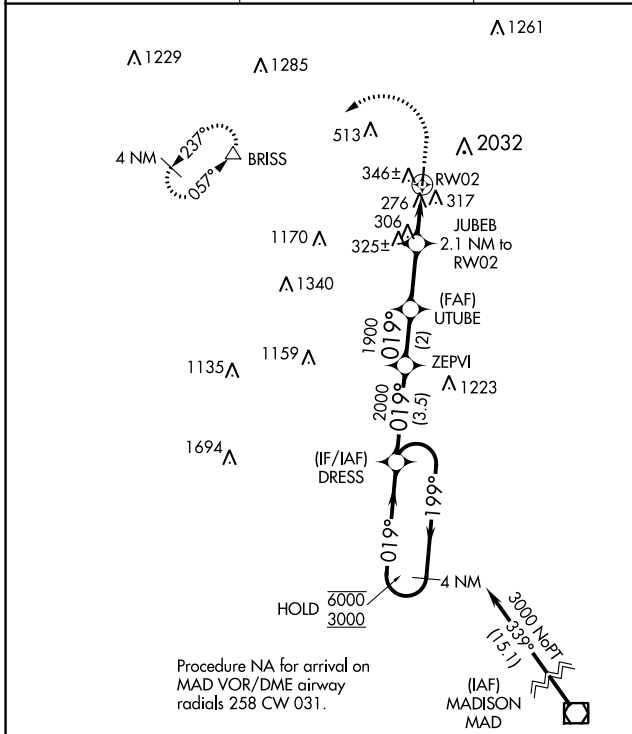 1261
1229
1285
513
2032
4 NM
237°
057°
BRISS
346±
RW02
276
317
306
325±
JUBEB
2.1 NM to
RW02
1170
1340
(FAF)
UTUBE
1900
019°
(2)
ZEPVI
1159
1135
1223
2000
019°
(3.5)
1694
(IF/IAF)
DRESS
019°
199°
4 NM
HOLD
6000
3000
3000 NoPT
339°
(15.1)
Procedure NA for arrival on
MAD VOR/DME airway
radials 258 CW 031.
(IAF)
MADISON
MAD